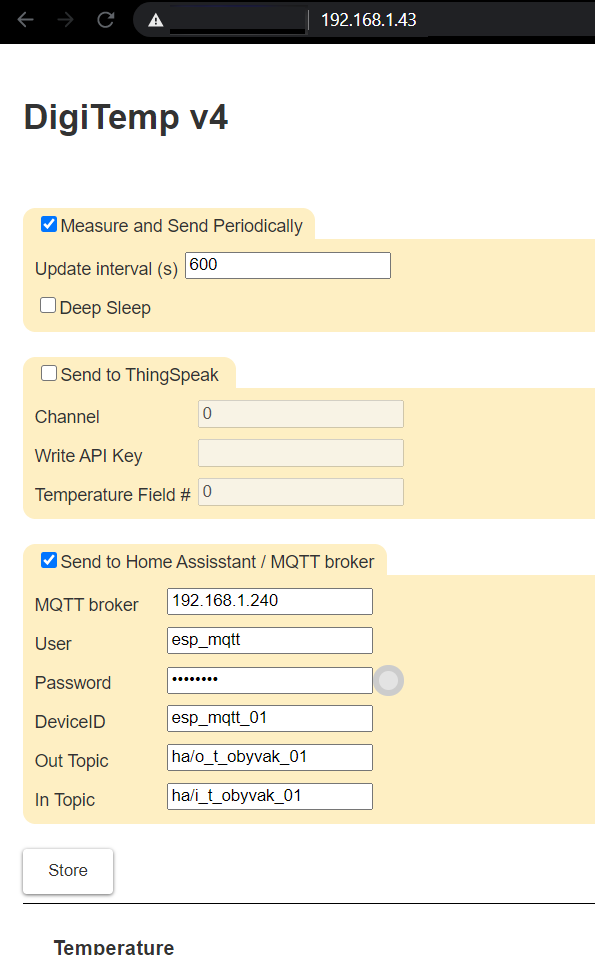 192.168.1.43
DigiTemp v4
Measure and Send Periodically
Update interval (s) 600
Deep Sleep
Send to ThingSpeak
Channel 0
Write API Key
Temperature Field # 0
Send to Home Assisstant / MQTT broker
MQTT broker 192.168.1.240
User esp_mqtt
Password ••••••••
DeviceID esp_mqtt_01
Out Topic ha/o_t_obyvak_01
In Topic ha/i_t_obyvak_01
Store
Temperature